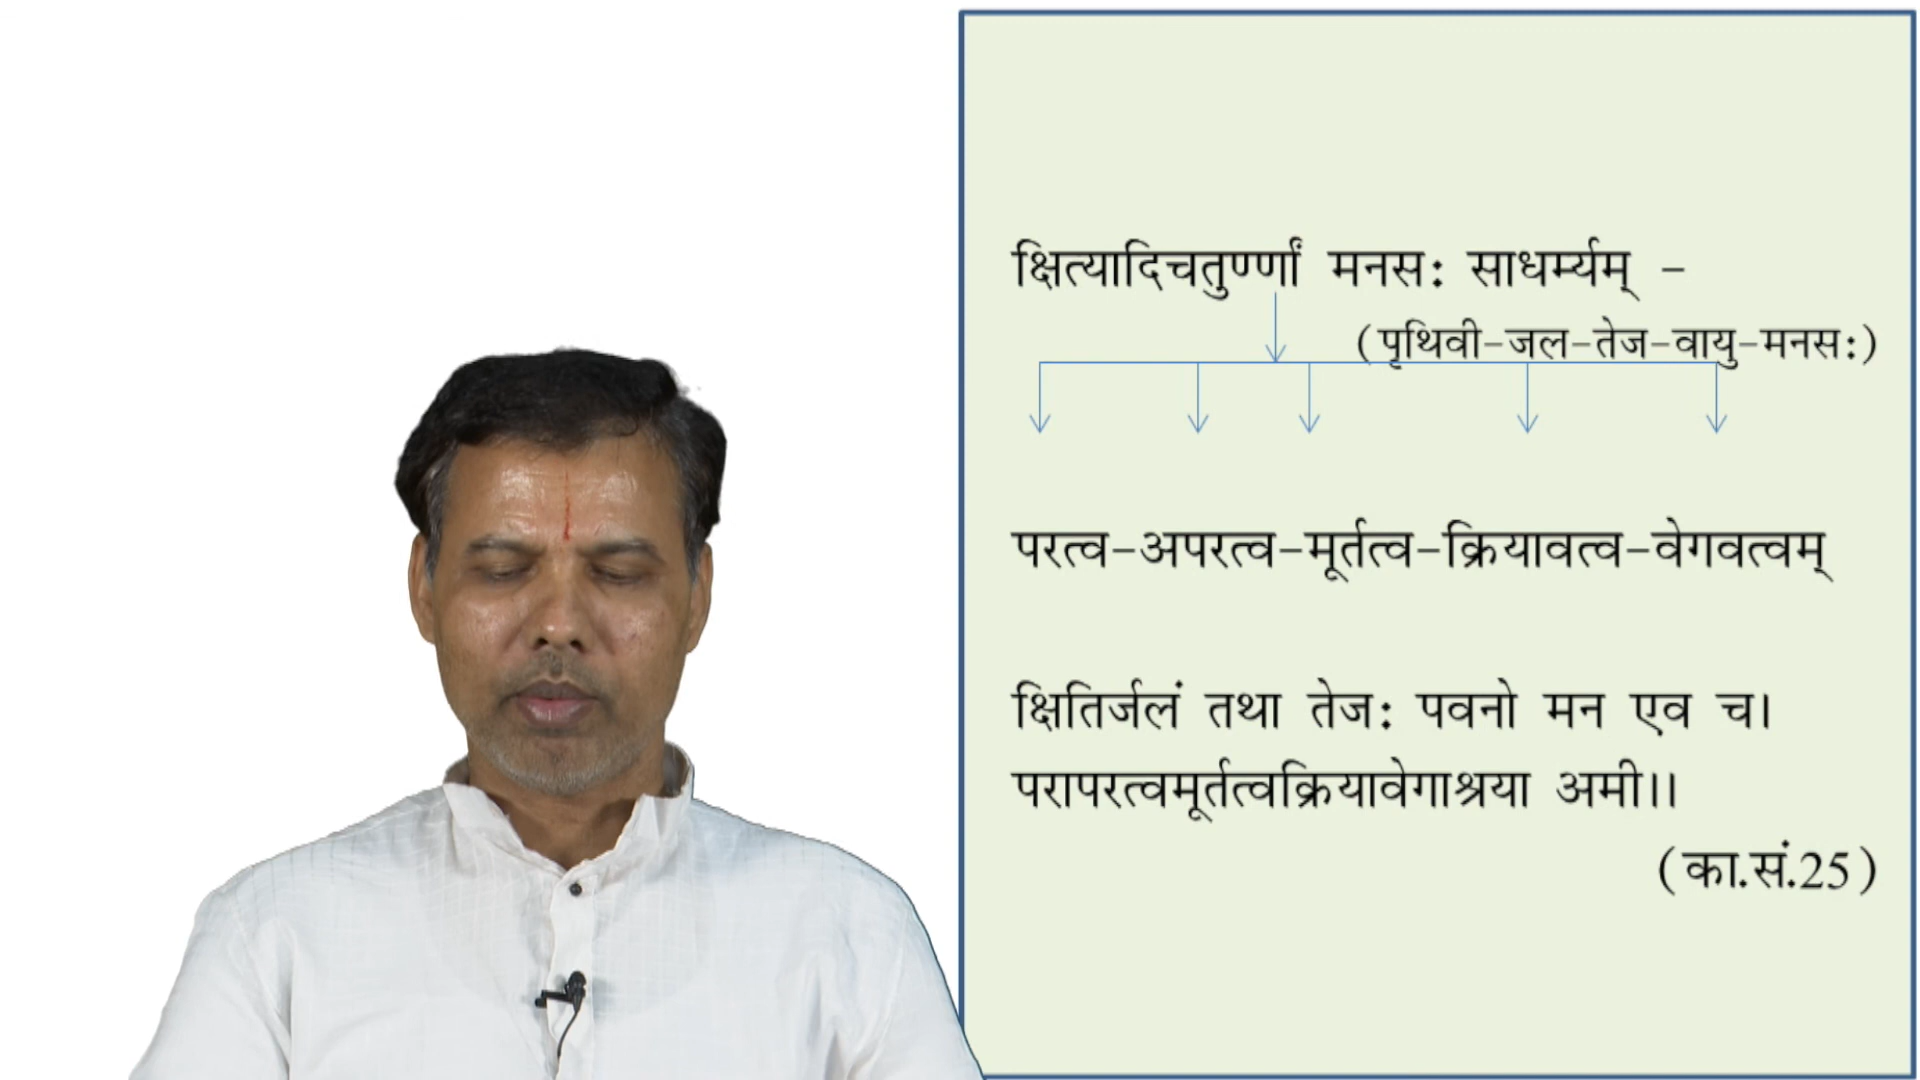 क्षित्यादिचतुर्ण्णां मनसः साधर्म्यम् -
(पृथिवी-जल-तेज-वायु-मनसः)
परत्व-अपरत्व-मूर्तत्व-क्रियावत्व-वेगवत्वम्
क्षितिर्जलं तथा तेजः पवनो मन एव च।
परापरत्वमूर्तत्वक्रियावेगाश्रया अमी।।
(का.सं.25)